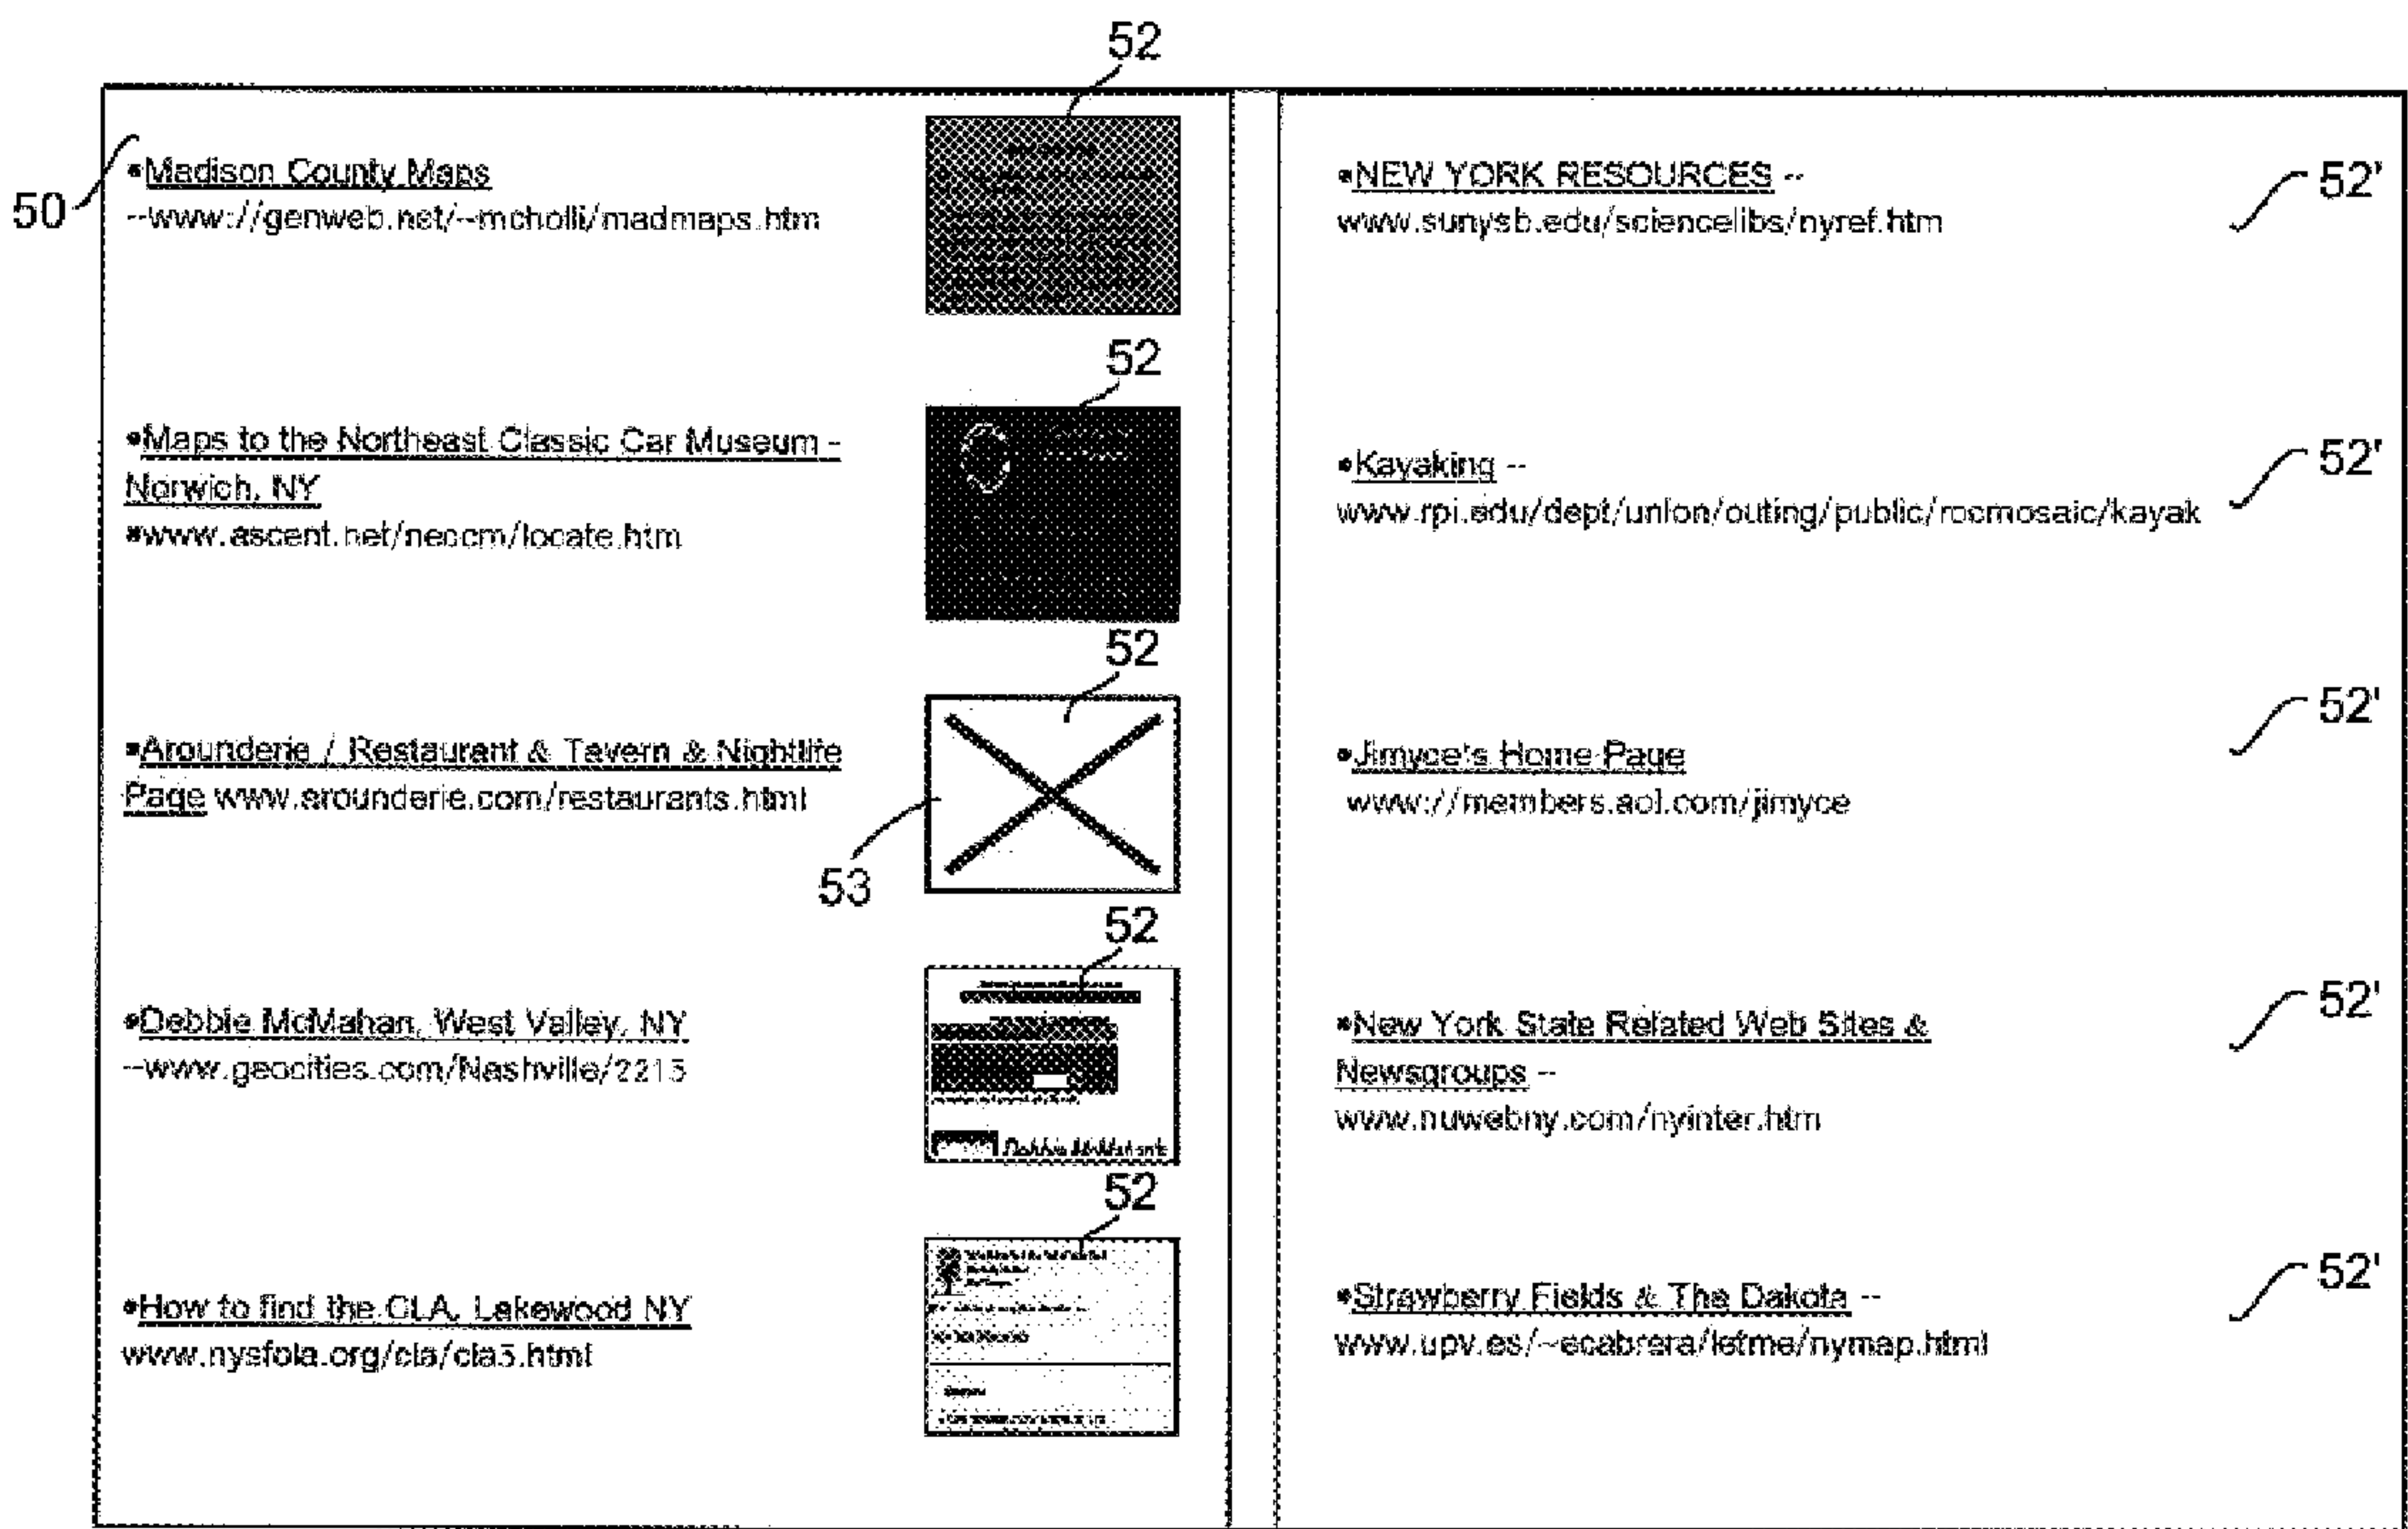 52
50
•Madison County Maps
--www://genweb.net/--mcholli/madmaps.htm
52
•Maps to the Northeast Classic Car Museum -
Norwich, NY
•www.ascent.net/neccm/locate.htm
52
•Arounderie / Restaurant & Tavern & Nightlife
Page www.arounderie.com/restaurants.html
53
52
•Debbie McMahan, West Valley, NY
--www.geocities.com/Nashville/2215
52
•How to find the CLA, Lakewood NY
www.nysfola.org/cla/cla3.html
•NEW YORK RESOURCES --
www.sunysb.edu/sciencelibs/nyref.htm
52'
•Kayaking --
www.rpi.edu/dept/union/outing/public/rocmosaic/kayak
52'
•Jimyce's Home Page
www://members.aol.com/jimyce
52'
•New York State Related Web Sites &
Newsgroups --
www.nuwebny.com/nyinter.htm
52'
•Strawberry Fields & The Dakota --
www.upv.es/~ecabrera/letme/nymap.html
52'